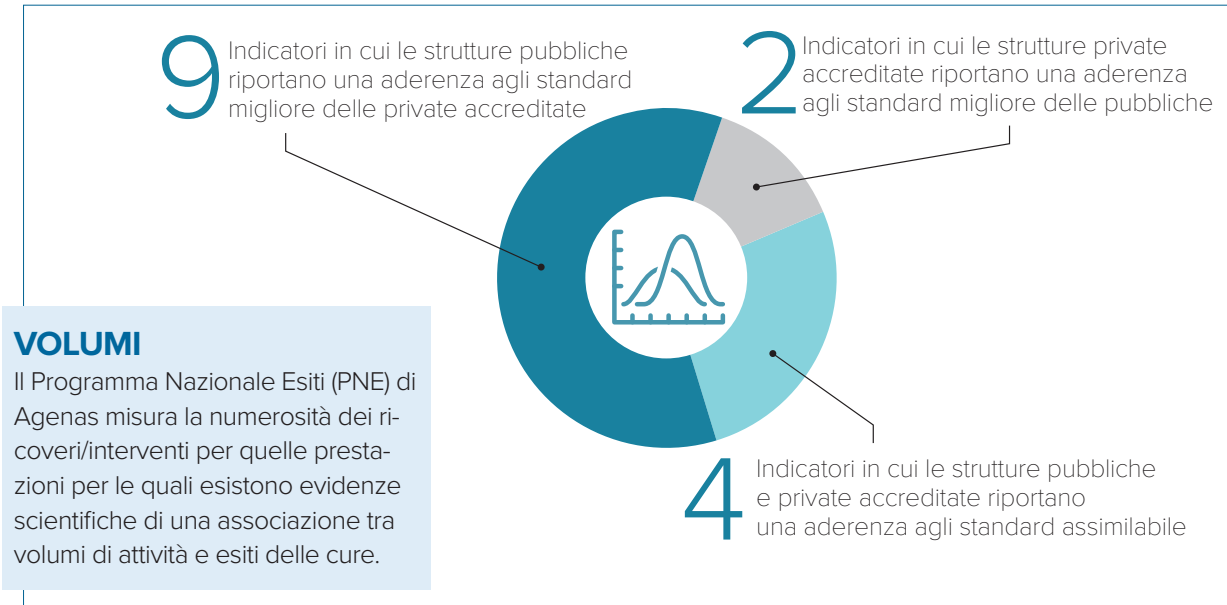 9
Indicatori in cui le strutture pubbliche
riportano una aderenza agli standard
migliore delle private accreditate
2
Indicatori in cui le strutture private
accreditate riportano una aderenza
agli standard migliore delle pubbliche
VOLUMI
Il Programma Nazionale Esiti (PNE) di
Agenas misura la numerosità dei ri-
coveri/interventi per quelle presta-
zioni per le quali esistono evidenze
scientifiche di una associazione tra
volumi di attività e esiti delle cure.
4
Indicatori in cui le strutture pubbliche
e private accreditate riportano
una aderenza agli standard assimilabile